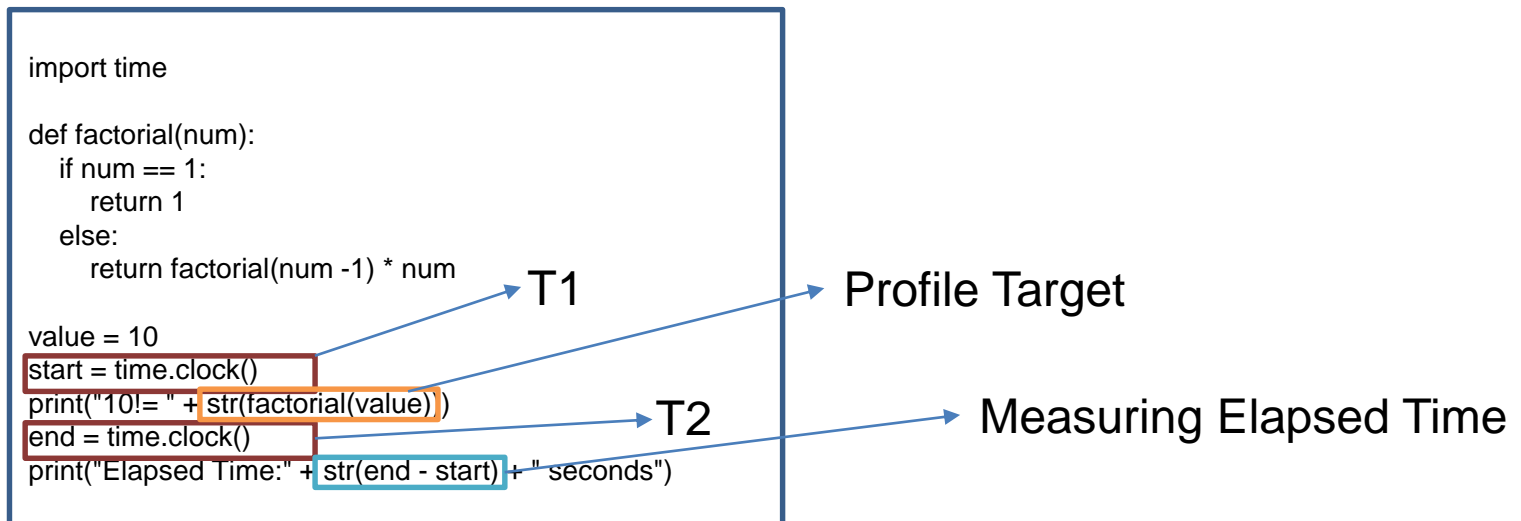 import time
def factorial(num):
if num == 1:
return 1
else:
return factorial(num -1) * num
T1
Profile Target
value = 10
start = time.clock()
print("10!= " + str(factorial(value)))
T2
Measuring Elapsed Time
end = time.clock()
print("Elapsed Time:" + str(end - start) + " seconds")